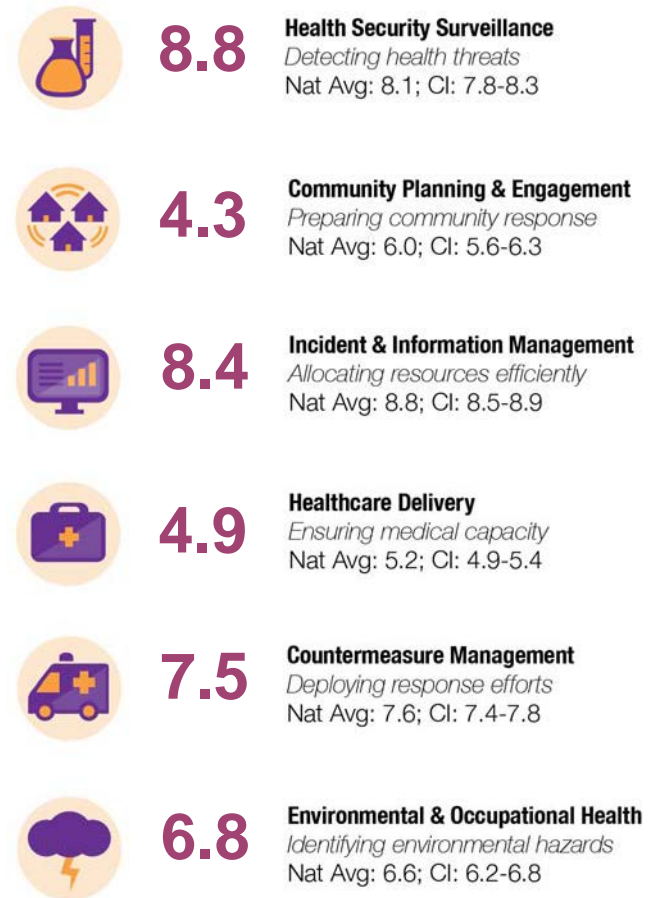 8.8
Health Security Surveillance
Detecting health threats
Nat Avg: 8.1; CI: 7.8-8.3
4.3
Community Planning & Engagement
Preparing community response
Nat Avg: 6.0; CI: 5.6-6.3
8.4
Incident & Information Management
Allocating resources efficiently
Nat Avg: 8.8; CI: 8.5-8.9
4.9
Healthcare Delivery
Ensuring medical capacity
Nat Avg: 5.2; CI: 4.9-5.4
7.5
Countermeasure Management
Deploying response efforts
Nat Avg: 7.6; CI: 7.4-7.8
6.8
Environmental & Occupational Health
Identifying environmental hazards
Nat Avg: 6.6; CI: 6.2-6.8